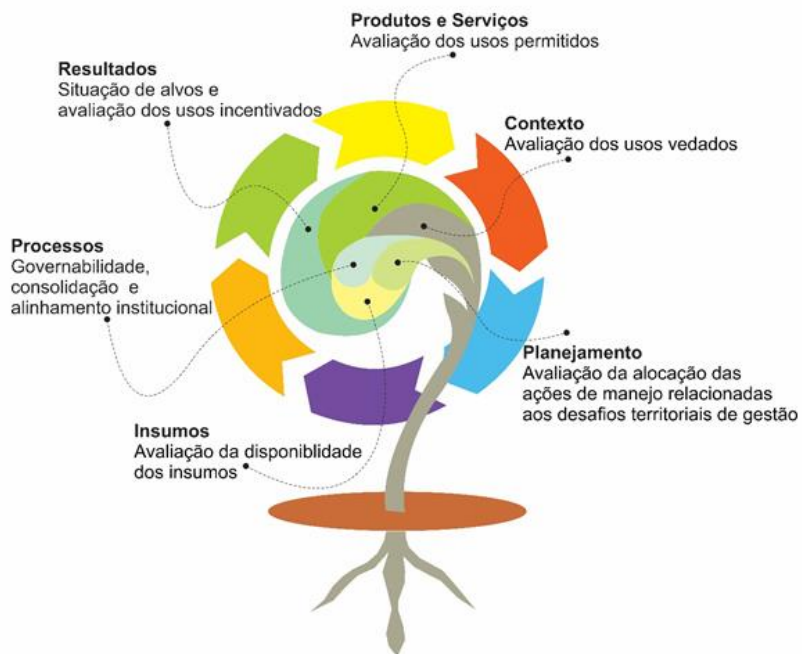 Produtos e Serviços
Avaliação dos usos permitidos
Resultados
Situação de alvos e
avaliação dos usos incentivados
Contexto
Avaliação dos usos vedados
Processos
Governabilidade,
consolidação e
alinhamento institucional
Planejamento
Avaliação da alocação das
ações de manejo relacionadas
aos desafios territoriais de gestão
Insumos
Avaliação da disponiblidade
dos insumos